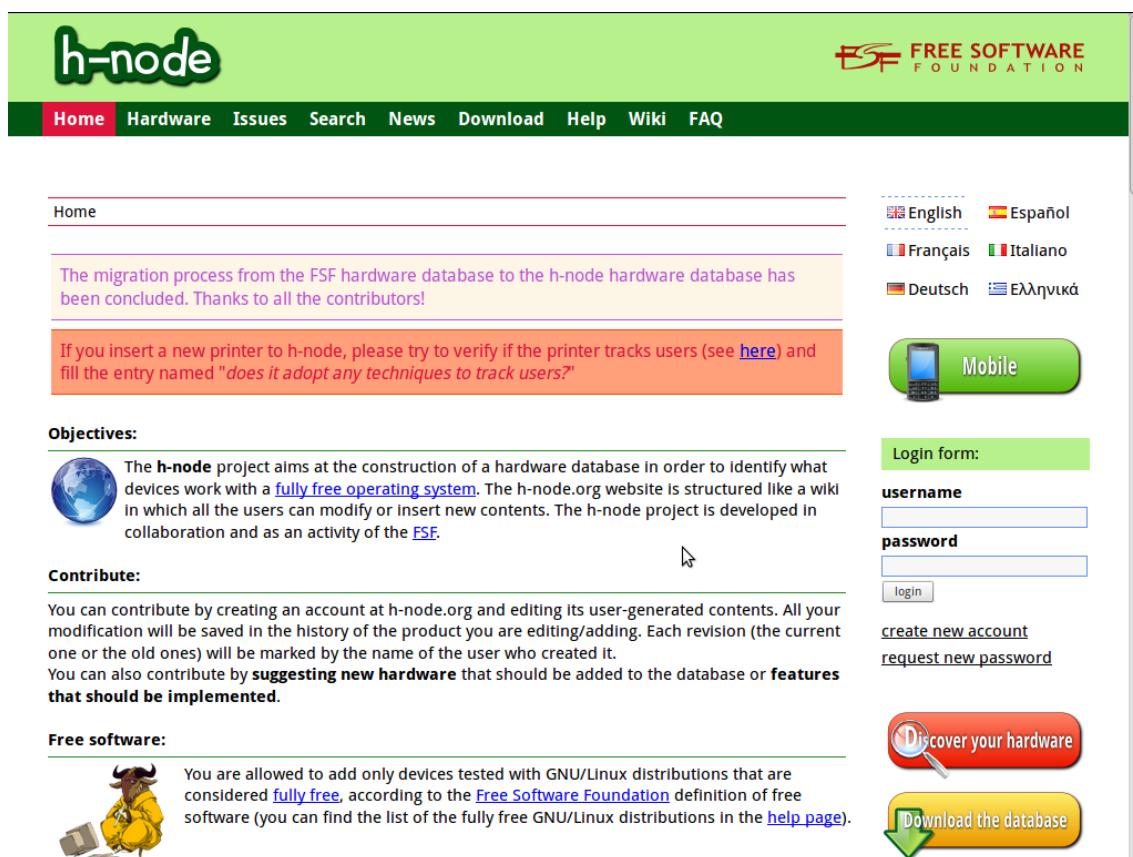 h-node
FSF FREE SOFTWARE
FOUNDATION
Home Hardware Issues Search News Download Help Wiki FAQ
Home
The migration process from the FSF hardware database to the h-node hardware database has
been concluded. Thanks to all the contributors!
If you insert a new printer to h-node, please try to verify if the printer tracks users (see here) and
fill the entry named "does it adopt any techniques to track users?"
Objectives:
The h-node project aims at the construction of a hardware database in order to identify what
devices work with a fully free operating system. The h-node.org website is structured like a wiki
in which all the users can modify or insert new contents. The h-node project is developed in
collaboration and as an activity of the FSF.
Contribute:
You can contribute by creating an account at h-node.org and editing its user-generated contents. All your
modification will be saved in the history of the product you are editing/adding. Each revision (the current
one or the old ones) will be marked by the name of the user who created it.
You can also contribute by suggesting new hardware that should be added to the database or features
that should be implemented.
Free software:
You are allowed to add only devices tested with GNU/Linux distributions that are
considered fully free, according to the Free Software Foundation definition of free
software (you can find the list of the fully free GNU/Linux distributions in the help page).
English Español
Français Italiano
Deutsch Ελληνικά
Mobile
Login form:
username
password
login
create new account
request new password
Discover your hardware
Download the database